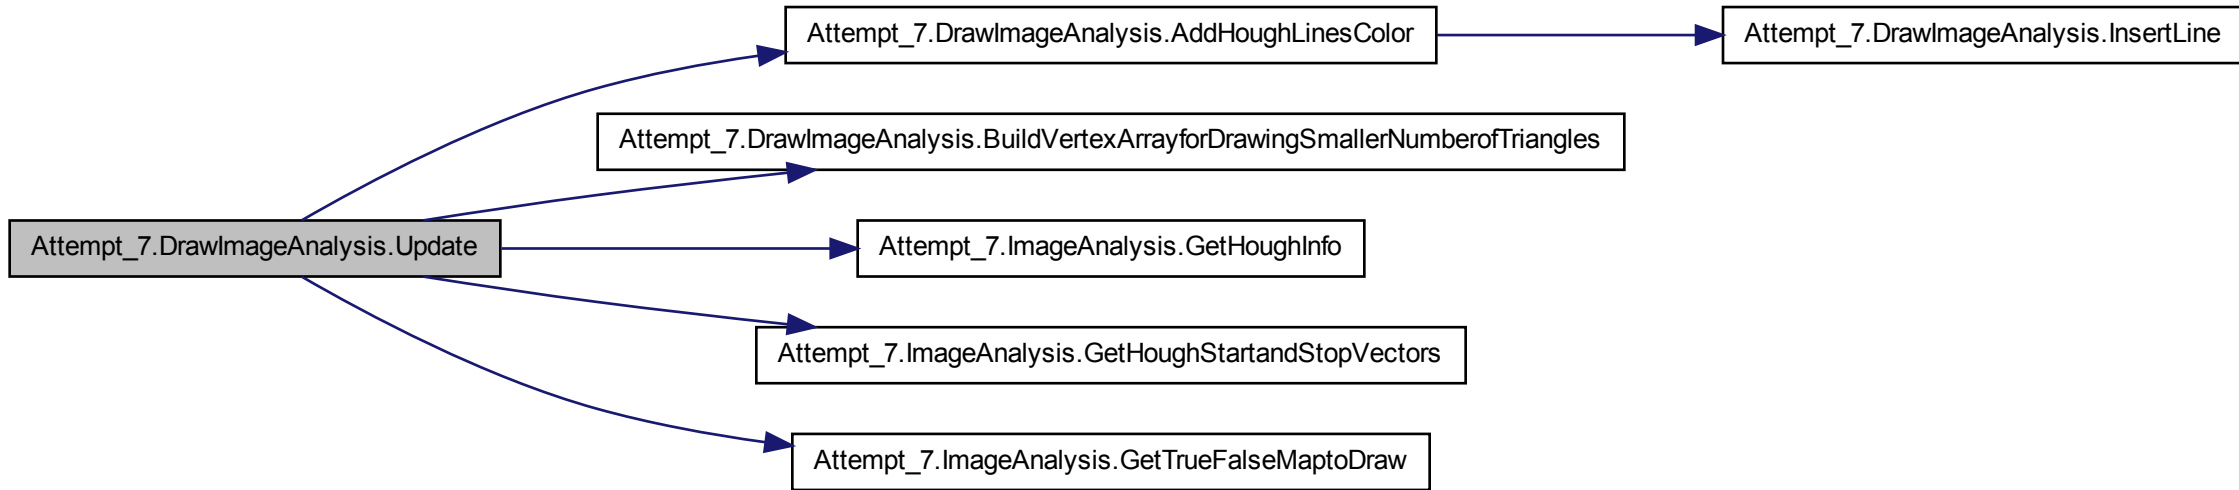 Attempt_7.DrawImageAnalysis.AddHoughLinesColor
Attempt_7.DrawImageAnalysis.InsertLine
Attempt_7.DrawImageAnalysis.BuildVertexArrayforDrawingSmallerNumberofTriangles
Attempt_7.DrawImageAnalysis.Update
Attempt_7.ImageAnalysis.GetHoughInfo
Attempt_7.ImageAnalysis.GetHoughStartandStopVectors
Attempt_7.ImageAnalysis.GetTrueFalseMaptoDraw